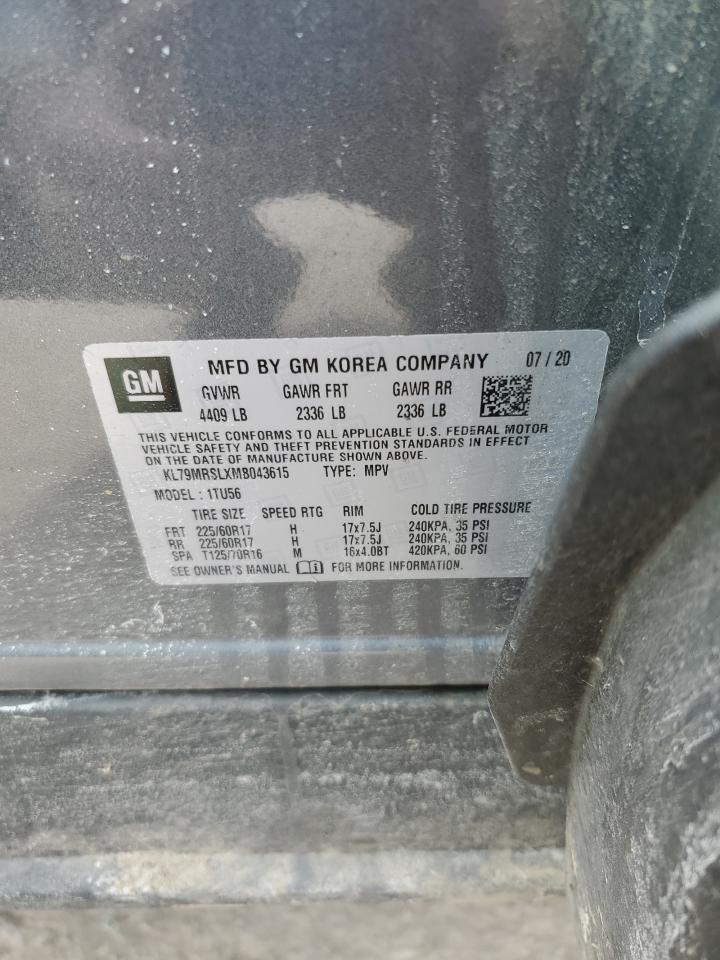 GM
MFD BY GM KOREA COMPANY 07 / 20
GVWR GAWR FRT GAWR RR
4409 LB 2336 LB 2336 LB
THIS VEHICLE CONFORMS TO ALL APPLICABLE U.S. FEDERAL MOTOR
VEHICLE SAFETY AND THEFT PREVENTION STANDARDS IN EFFECT
ON THE DATE OF MANUFACTURE SHOWN ABOVE.
KL79MRSLXMB043615 TYPE: MPV
MODEL: 1TU56
TIRE SIZE SPEED RTG RIM COLD TIRE PRESSURE
FRT 225/60R17 H 17x7.5J 240KPA, 35 PSI
RR 225/60R17 H 17x7.5J 240KPA, 35 PSI
SPA T125/70R16 M 16x4.0BT 420KPA, 60 PSI
SEE OWNER'S MANUAL FOR MORE INFORMATION.